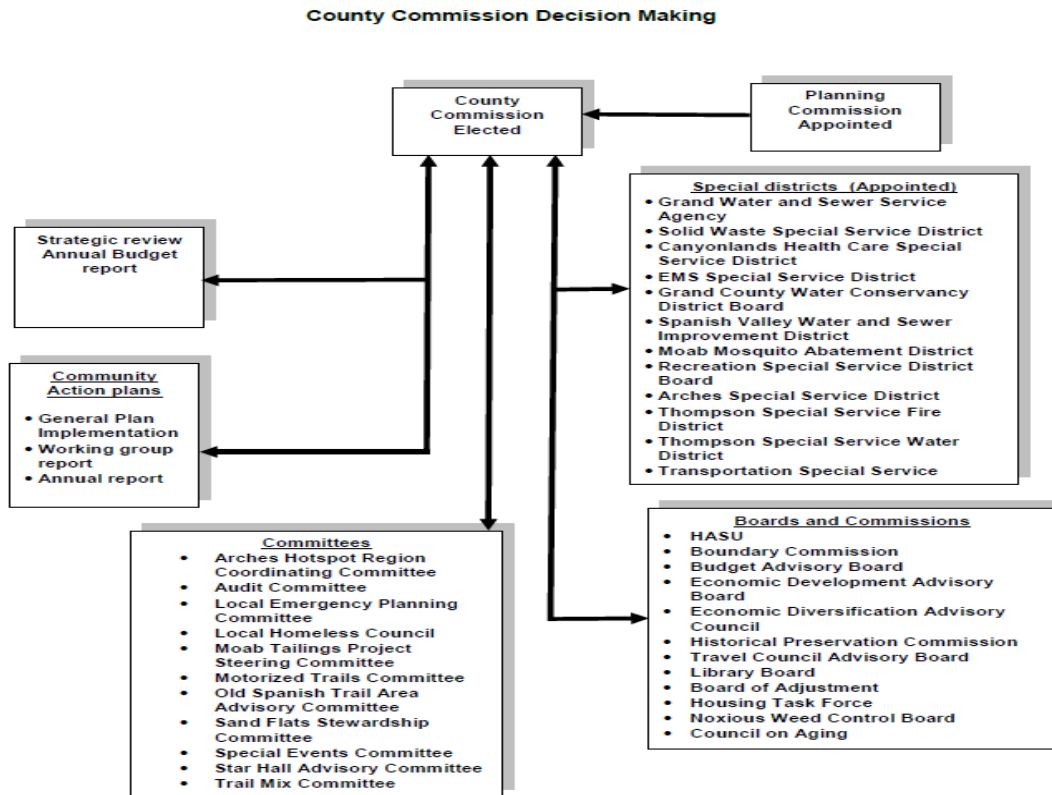 County Commission Decision Making
County
Commission
Elected
Planning
Commission
Appointed
Special districts (Appointed)
• Grand Water and Sewer Service
Agency
• Solid Waste Special Service District
• Canyonlands Health Care Special
Service District
• EMS Special Service District
• Grand County Water Conservancy
District Board
• Spanish Valley Water and Sewer
Improvement District
• Moab Mosquito Abatement District
• Recreation Special Service District
Board
• Arches Special Service District
• Thompson Special Service Fire
District
• Thompson Special Service Water
District
• Transportation Special Service
Strategic review
Annual Budget
report
Community
Action plans
• General Plan
Implementation
• Working group
report
• Annual report
Committees
• Arches Hotspot Region
Coordinating Committee
• Audit Committee
• Local Emergency Planning
Committee
• Local Homeless Council
• Moab Tailings Project
Steering Committee
• Motorized Trails Committee
• Old Spanish Trail Area
Advisory Committee
• Sand Flats Stewardship
Committee
• Special Events Committee
• Star Hall Advisory Committee
• Trail Mix Committee
Boards and Commissions
• HASU
• Boundary Commission
• Budget Advisory Board
• Economic Development Advisory
Board
• Economic Diversification Advisory
Council
• Historical Preservation Commission
• Travel Council Advisory Board
• Library Board
• Board of Adjustment
• Housing Task Force
• Noxious Weed Control Board
• Council on Aging